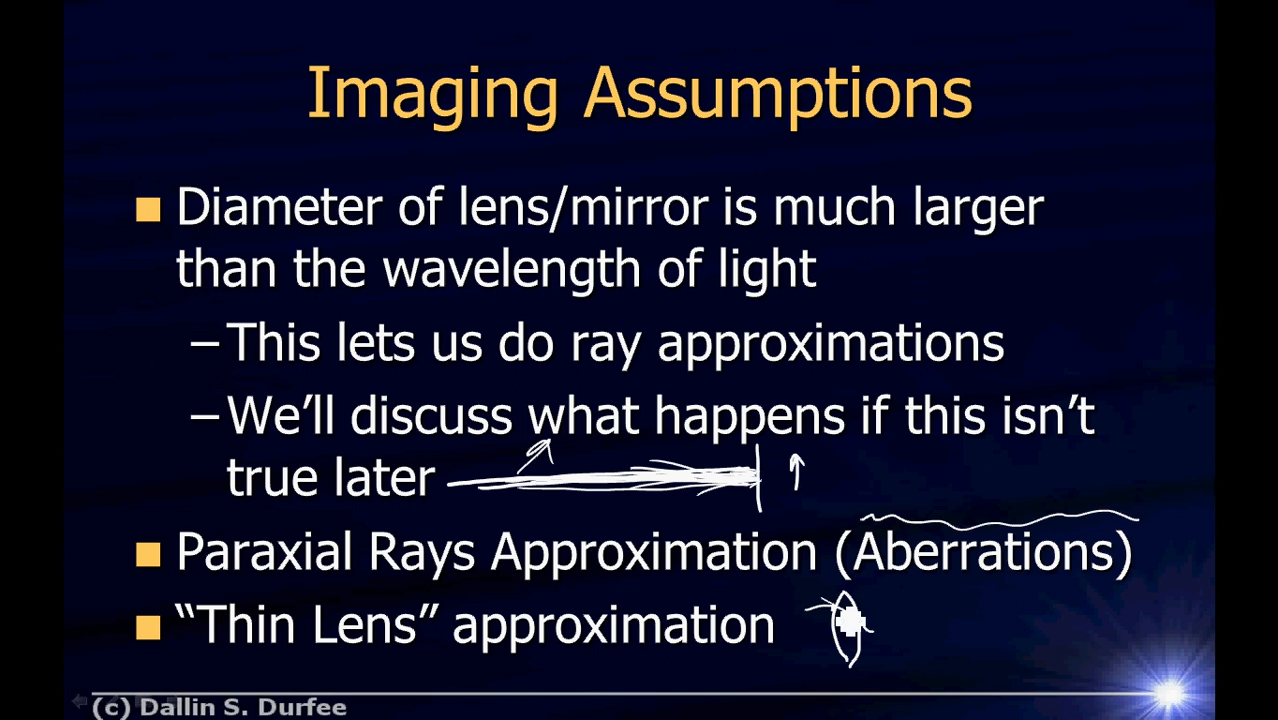 Imaging Assumptions
Diameter of lens/mirror is much larger
than the wavelength of light
–This lets us do ray approximations
–We’ll discuss what happens if this isn’t
true later
Paraxial Rays Approximation (Aberrations)
“Thin Lens” approximation
(c) Dallin S. Durfee